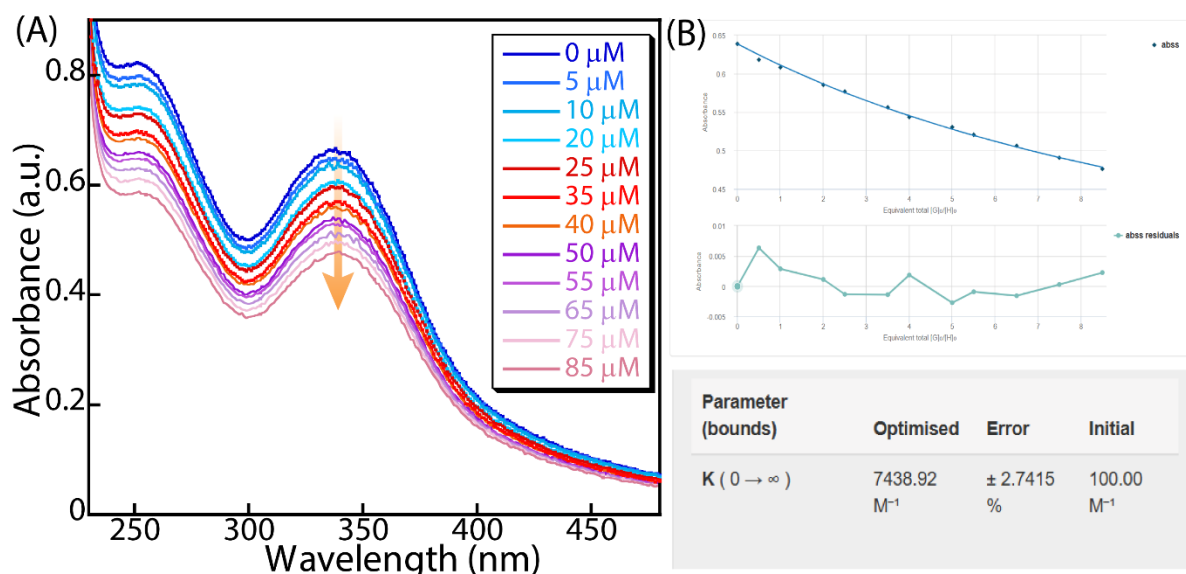 (A)
Absorbance (a.u.)
0.8
0.6
0.4
0.2
0
250
300
350
400
450
Wavelength (nm)
0 μM
5 μM
10 μM
20 μM
25 μM
35 μM
40 μM
50 μM
55 μM
65 μM
75 μM
85 μM
(B)
0.65
0.6
0.55
0.5
0.45
Absorbance
0 1 2 3 4 5 6 7 8
Equivalent total [G]₀/[H]₀
abss
0.01
0.005
0
-0.005
Absorbance
0 1 2 3 4 5 6 7 8
Equivalent total [G]₀/[H]₀
abss residuals
Parameter
(bounds) Optimised Error Initial
K ( 0 → ∞ ) 7438.92 ± 2.7415 100.00
M⁻¹ % M⁻¹